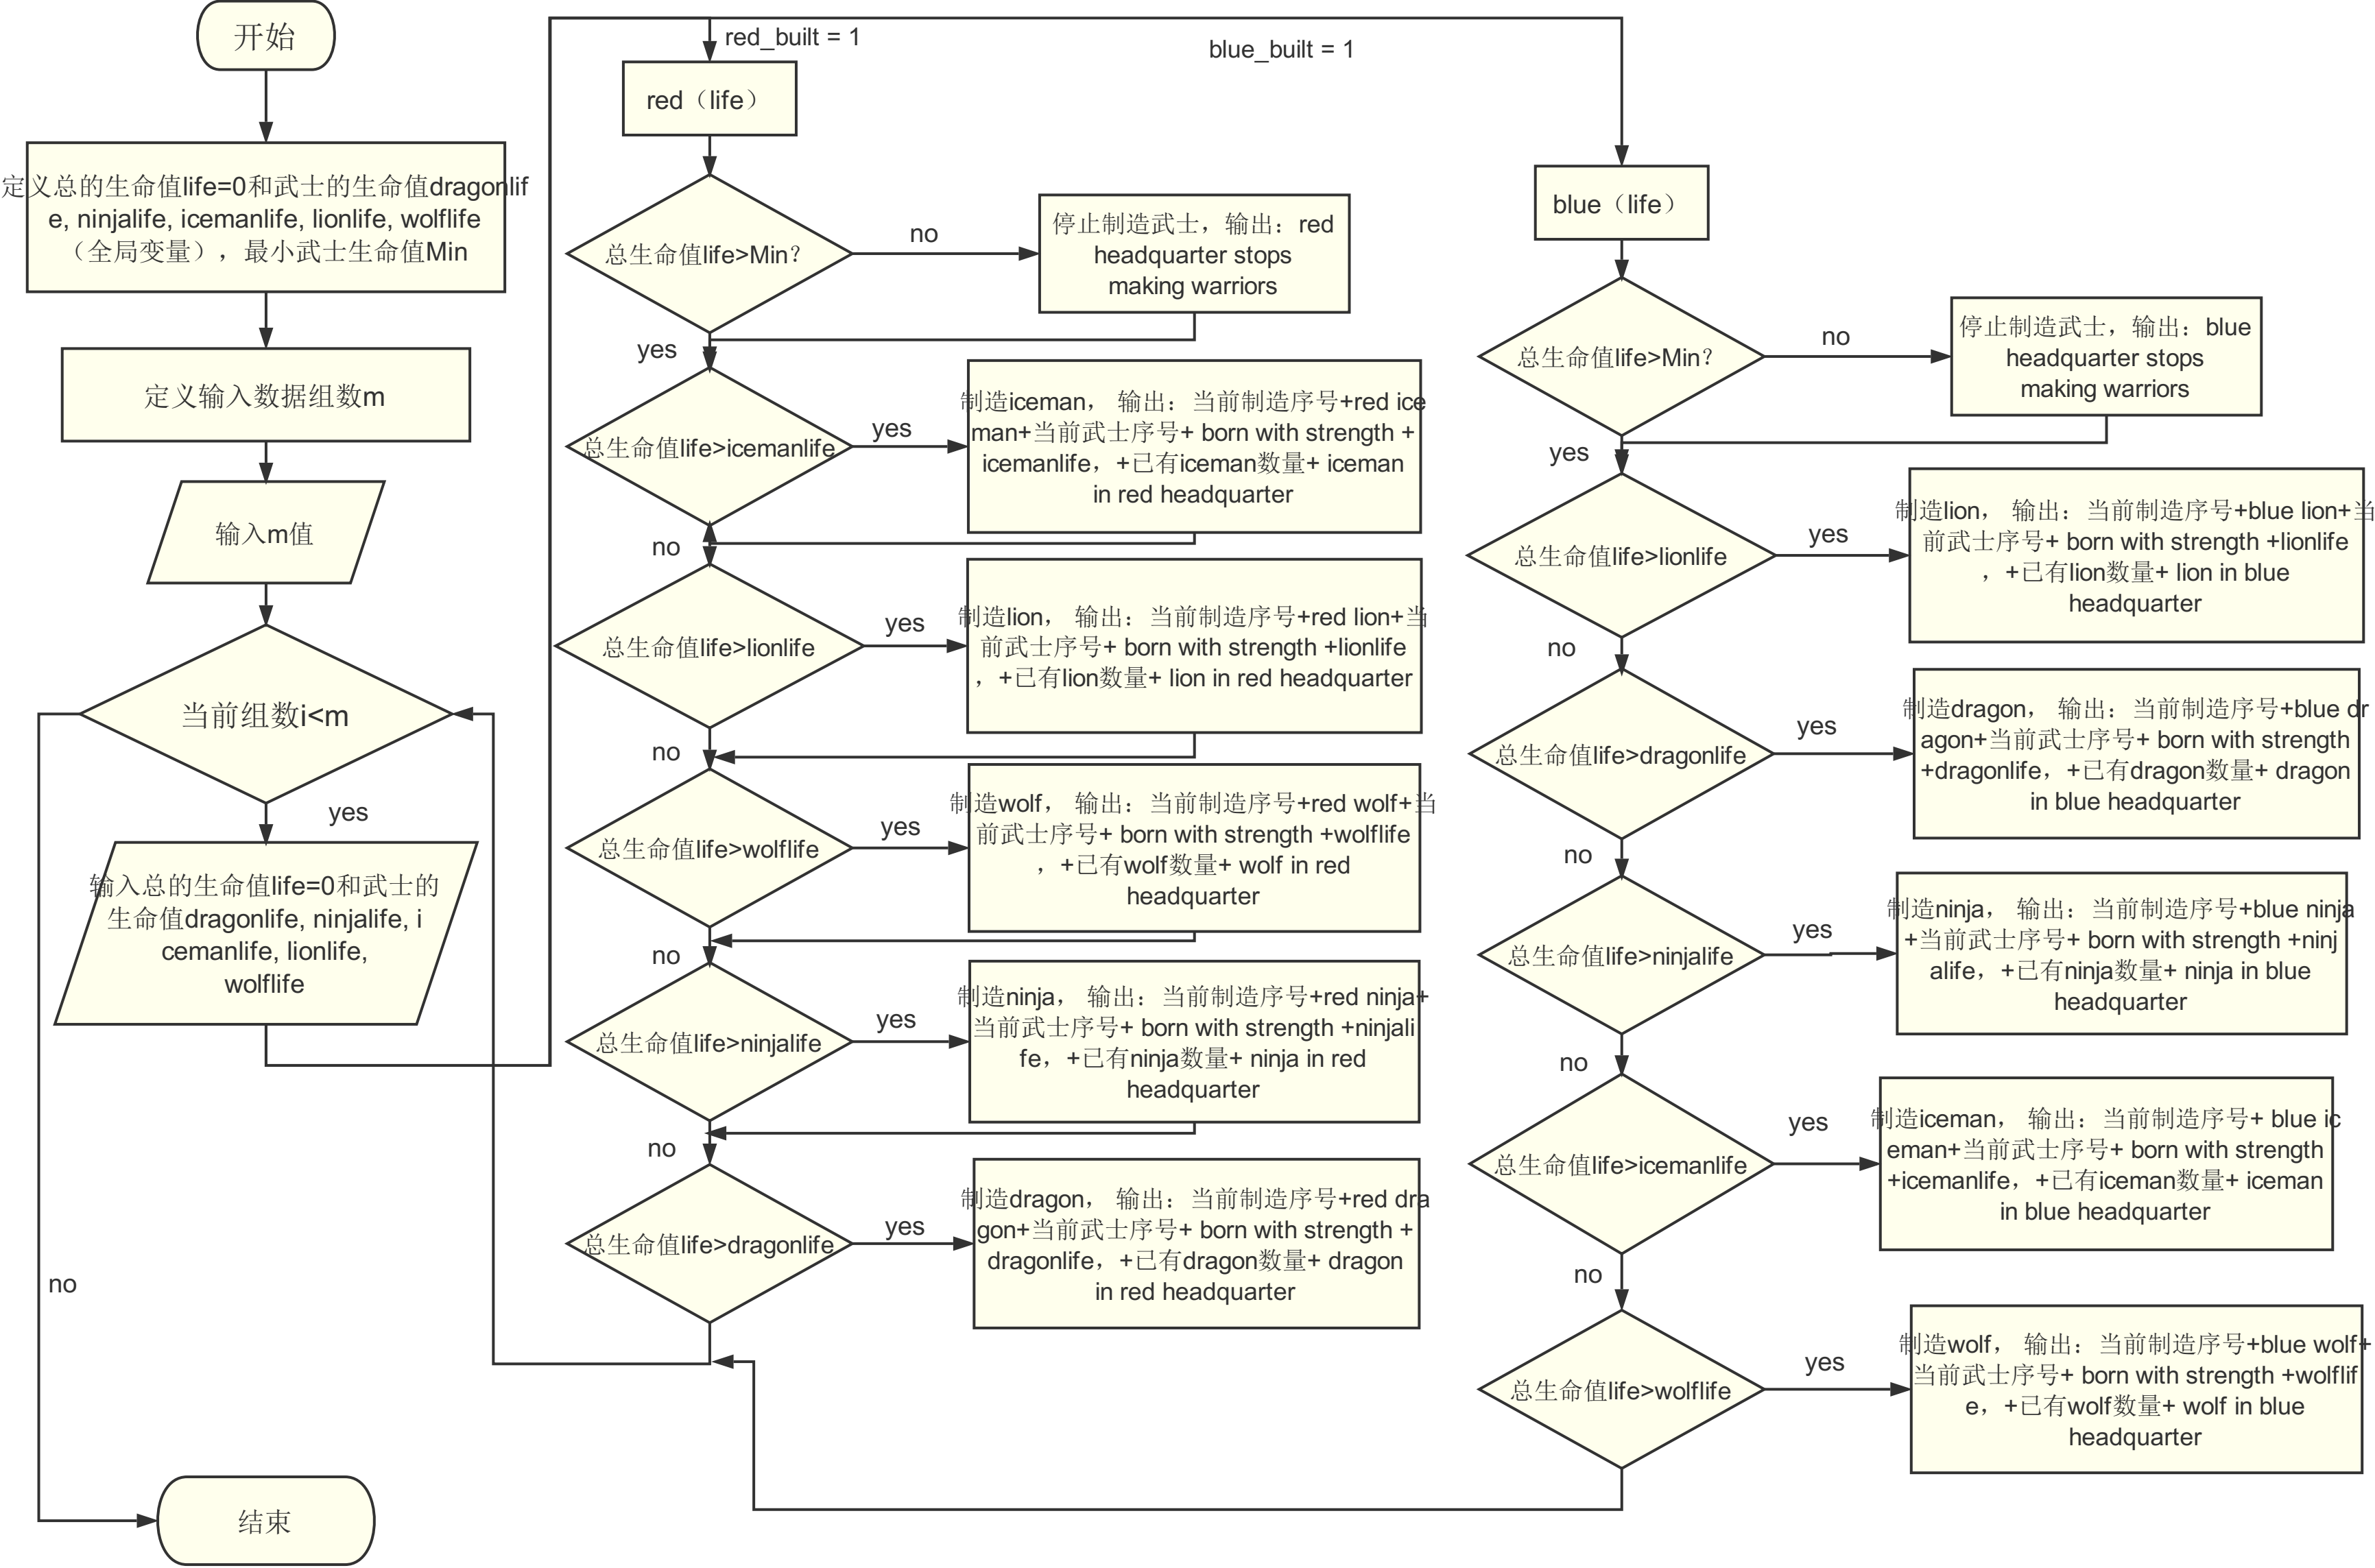 开始
定义总的生命值life=0和武士的生命值dragonlif
e, ninjalife, icemanlife, lionlife, wolflife
（全局变量），最小武士生命值Min
定义输入数据组数m
输入m值
当前组数i<m
yes
no
输入总的生命值life=0和武士的
生命值dragonlife, ninjalife, i
cemanlife, lionlife,
wolflife
结束
red_built = 1
red（life）
总生命值life>Min?
no
停止制造武士，输出：red
headquarter stops
making warriors
yes
总生命值life>icemanlife
yes
制造iceman， 输出：当前制造序号+red ice
man+当前武士序号+ born with strength +
icemanlife，+已有iceman数量+ iceman
in red headquarter
no
总生命值life>lionlife
yes
制造lion， 输出：当前制造序号+red lion+当
前武士序号+ born with strength +lionlife
，+已有lion数量+ lion in red headquarter
no
总生命值life>wolflife
yes
制造wolf， 输出：当前制造序号+red wolf+当
前武士序号+ born with strength +wolflife
，+已有wolf数量+ wolf in red
headquarter
no
总生命值life>ninjalife
yes
制造ninja， 输出：当前制造序号+red ninja+
当前武士序号+ born with strength +ninjali
fe，+已有ninja数量+ ninja in red
headquarter
no
总生命值life>dragonlife
yes
制造dragon， 输出：当前制造序号+red dra
gon+当前武士序号+ born with strength +
dragonlife，+已有dragon数量+ dragon
in red headquarter
blue_built = 1
blue（life）
总生命值life>Min?
no
停止制造武士，输出：blue
headquarter stops
making warriors
yes
总生命值life>lionlife
yes
制造lion， 输出：当前制造序号+blue lion+当
前武士序号+ born with strength +lionlife
，+已有lion数量+ lion in blue
headquarter
no
总生命值life>dragonlife
yes
制造dragon， 输出：当前制造序号+blue dr
agon+当前武士序号+ born with strength
+dragonlife，+已有dragon数量+ dragon
in blue headquarter
no
总生命值life>ninjalife
yes
制造ninja， 输出：当前制造序号+blue ninja
+当前武士序号+ born with strength +ninj
alife，+已有ninja数量+ ninja in blue
headquarter
no
总生命值life>icemanlife
yes
制造iceman， 输出：当前制造序号+ blue ic
eman+当前武士序号+ born with strength
+icemanlife，+已有iceman数量+ iceman
in blue headquarter
no
总生命值life>wolflife
yes
制造wolf， 输出：当前制造序号+blue wolf+
当前武士序号+ born with strength +wolflif
e，+已有wolf数量+ wolf in blue
headquarter